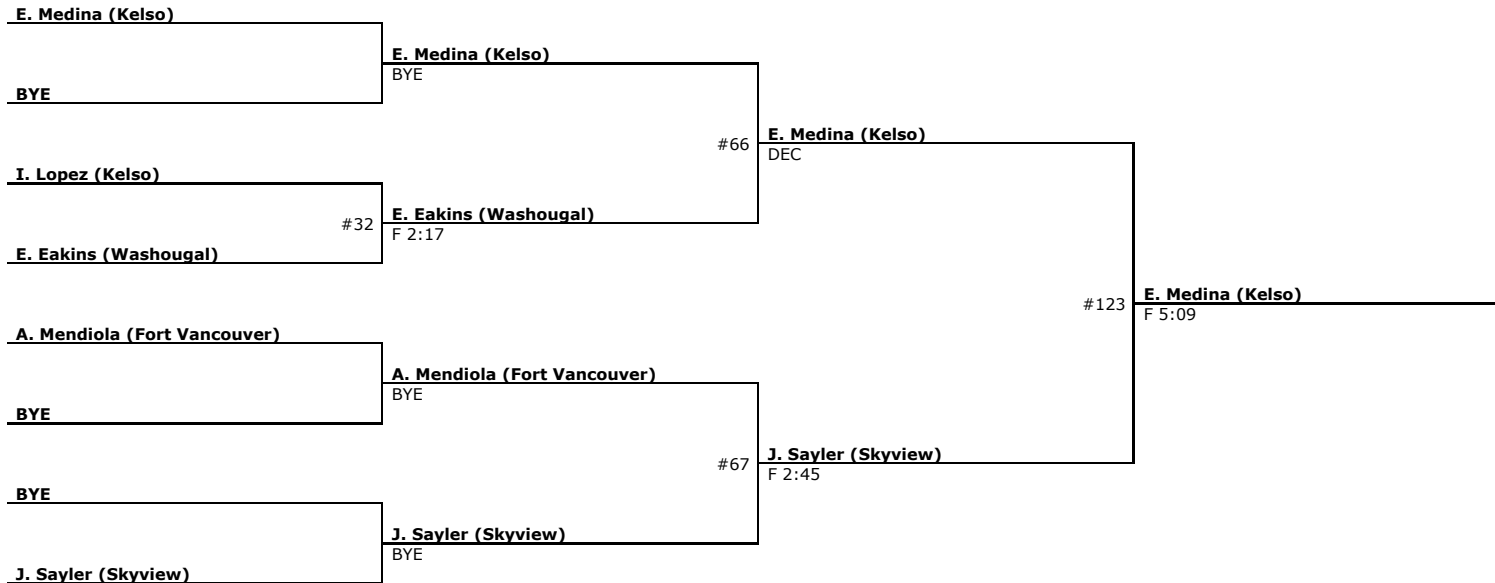 E. Medina (Kelso)
E. Medina (Kelso)
BYE
BYE
E. Medina (Kelso)
#66
DEC
I. Lopez (Kelso)
E. Eakins (Washougal)
#32
F 2:17
E. Eakins (Washougal)
E. Medina (Kelso)
#123
F 5:09
A. Mendiola (Fort Vancouver)
A. Mendiola (Fort Vancouver)
BYE
BYE
J. Sayler (Skyview)
#67
F 2:45
BYE
J. Sayler (Skyview)
BYE
J. Sayler (Skyview)